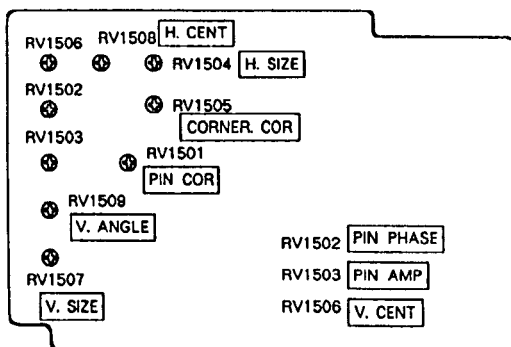 H. CENT
RV1506 RV1508
RV1504 H. SIZE
RV1502
RV1505
CORNER. COR
RV1503 RV1501
PIN COR
RV1509
V. ANGLE
RV1507
V. SIZE
RV1502 PIN PHASE
RV1503 PIN AMP
RV1506 V. CENT